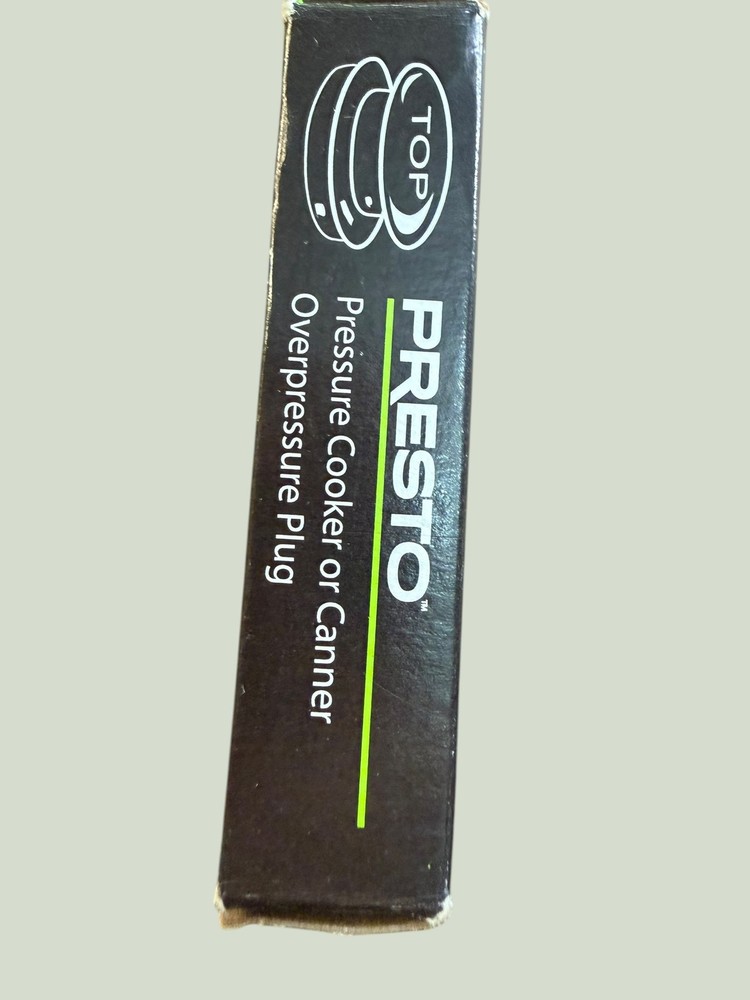 TOP
PRESTO™
Pressure Cooker or Canner
Overpressure Plug